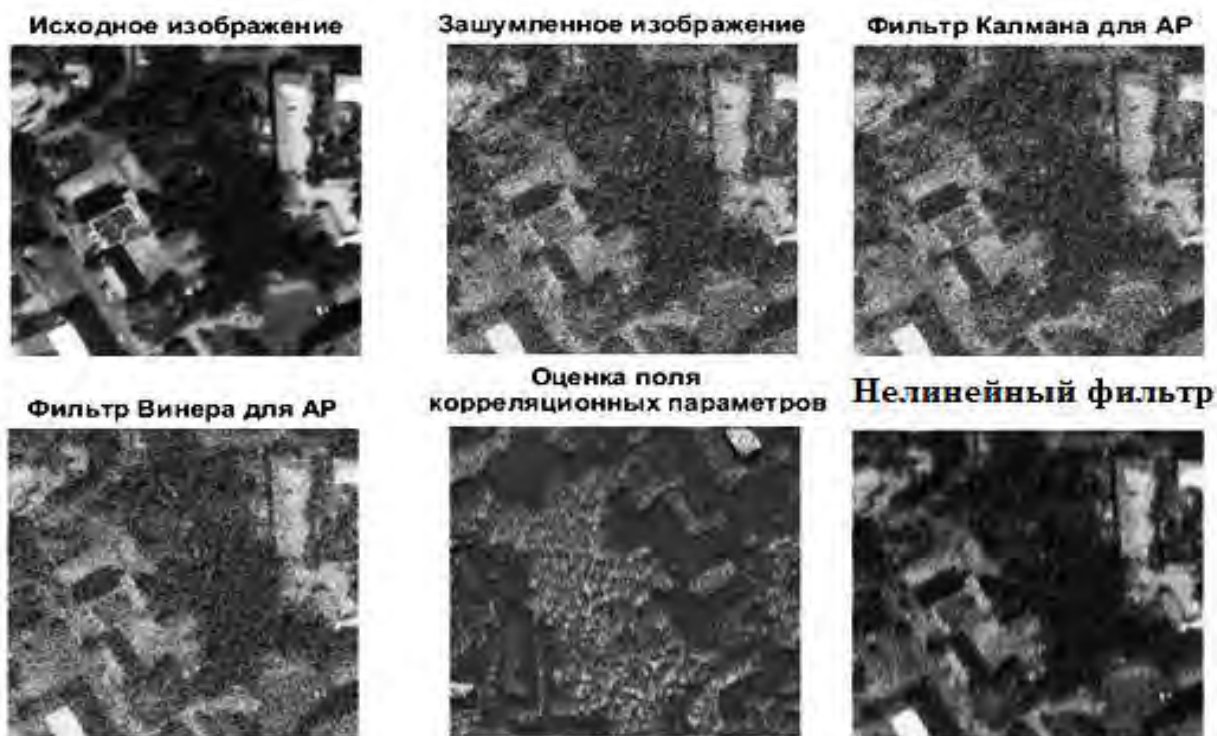 Исходное изображение
Зашумленное изображение
Фильтр Калмана для АР
Фильтр Винера для АР
Оценка поля
корреляционных параметров
Нелинейный фильтр